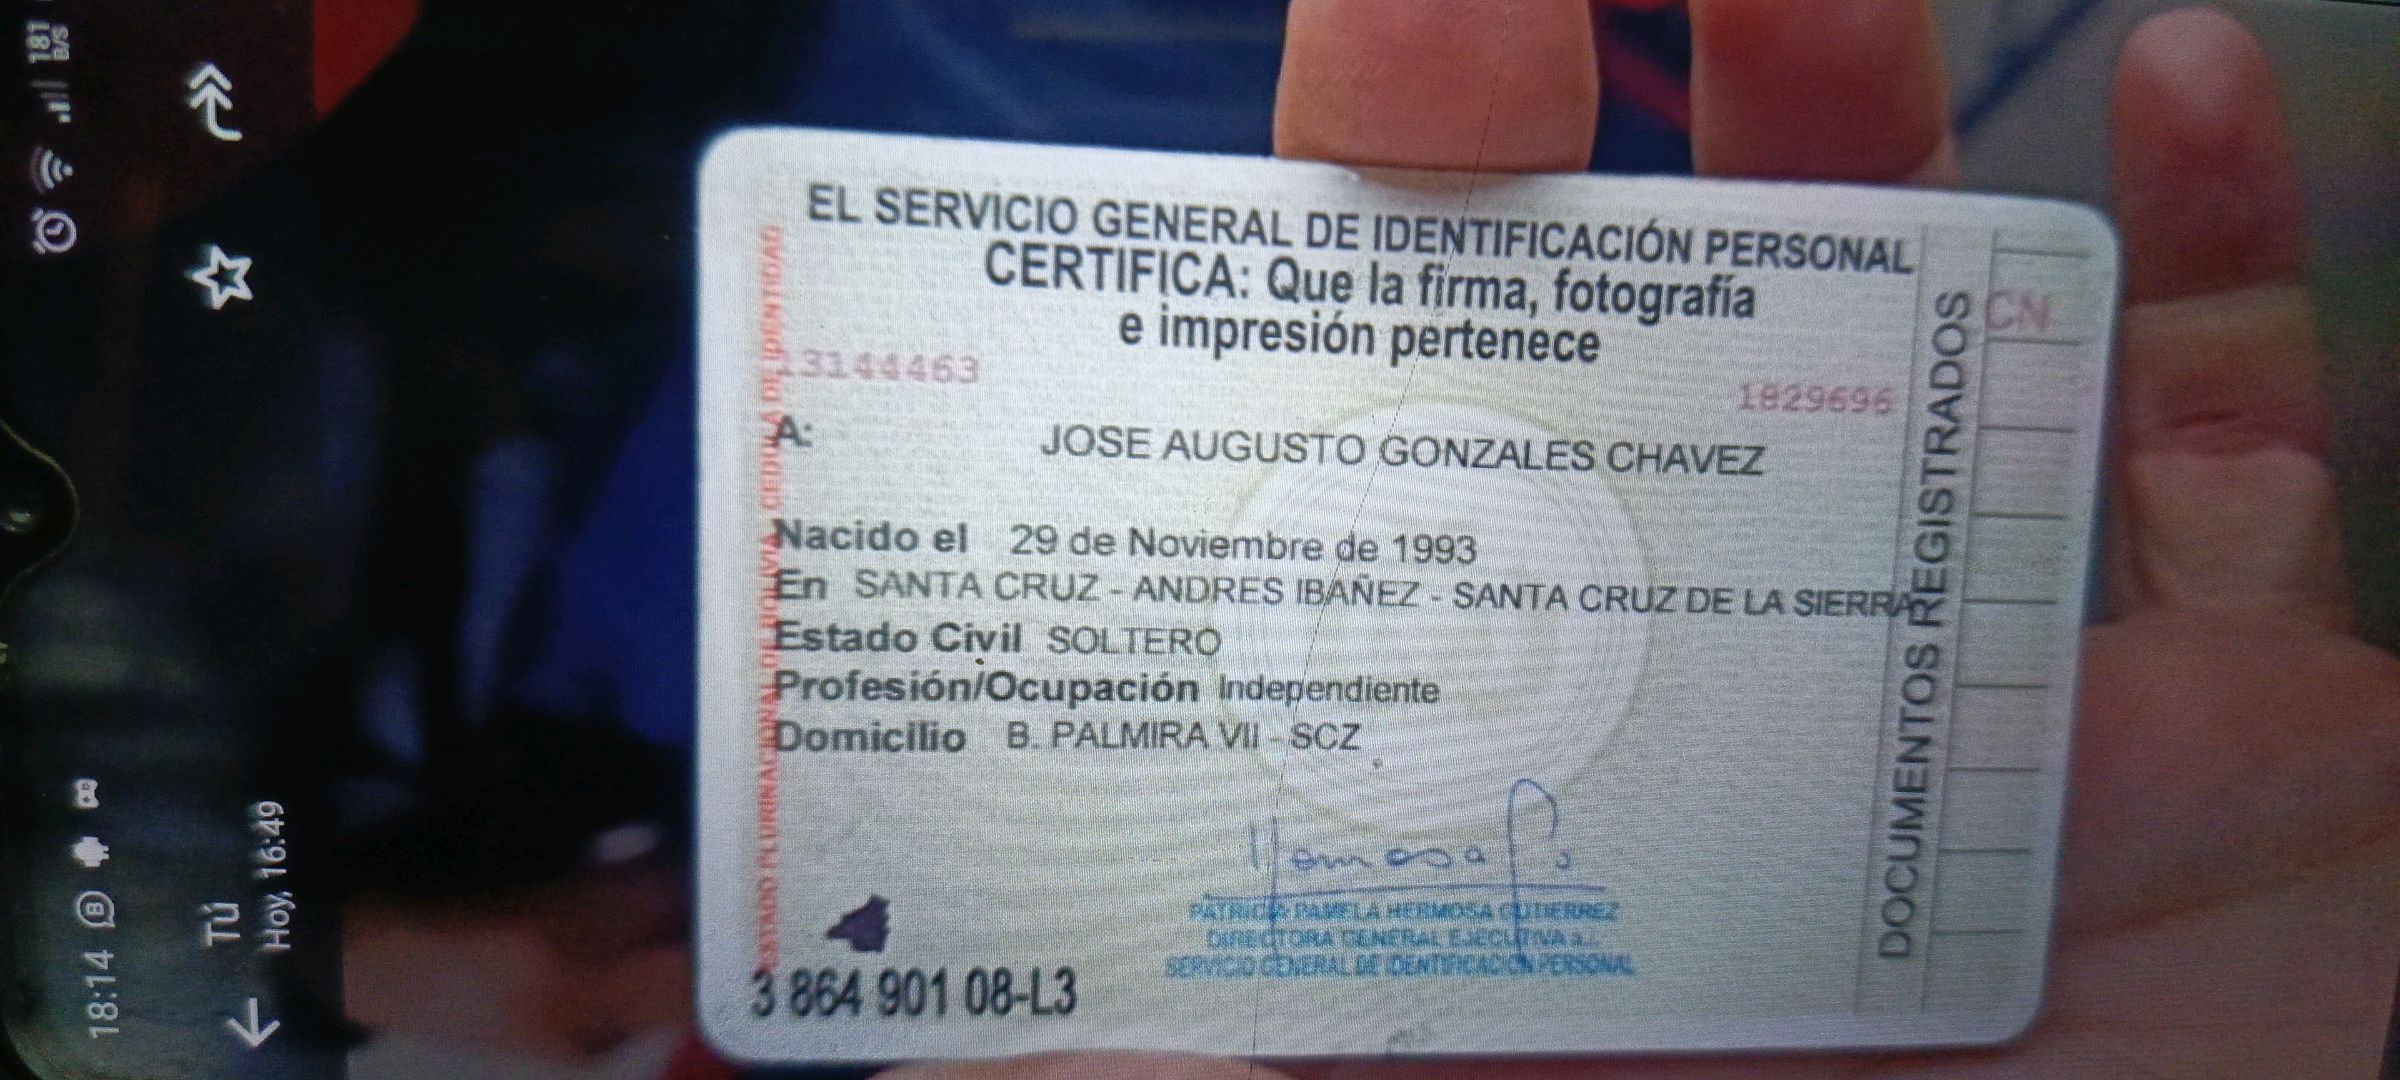 18:14
181 B/S
Tú
Hoy, 16:49
EL SERVICIO GENERAL DE IDENTIFICACIÓN PERSONAL
CERTIFICA: Que la firma, fotografía
e impresión pertenece
13144463
1829696
A: JOSE AUGUSTO GONZALES CHAVEZ
Nacido el 29 de Noviembre de 1993
En SANTA CRUZ - ANDRES IBAÑEZ - SANTA CRUZ DE LA SIERRA
Estado Civil SOLTERO
Profesión/Ocupación Independiente
Domicilio B. PALMIRA VII - SCZ
PATRICIA PAMELA HERMOSA GUTIERREZ
DIRECTORA GENERAL EJECUTIVA a.i.
SERVICIO GENERAL DE IDENTIFICACIÓN PERSONAL
3 864 901 08-L3
ESTADO PLURINACIONAL DE BOLIVIA CEDULA DE IDENTIDAD
DOCUMENTOS REGISTRADOS
CN